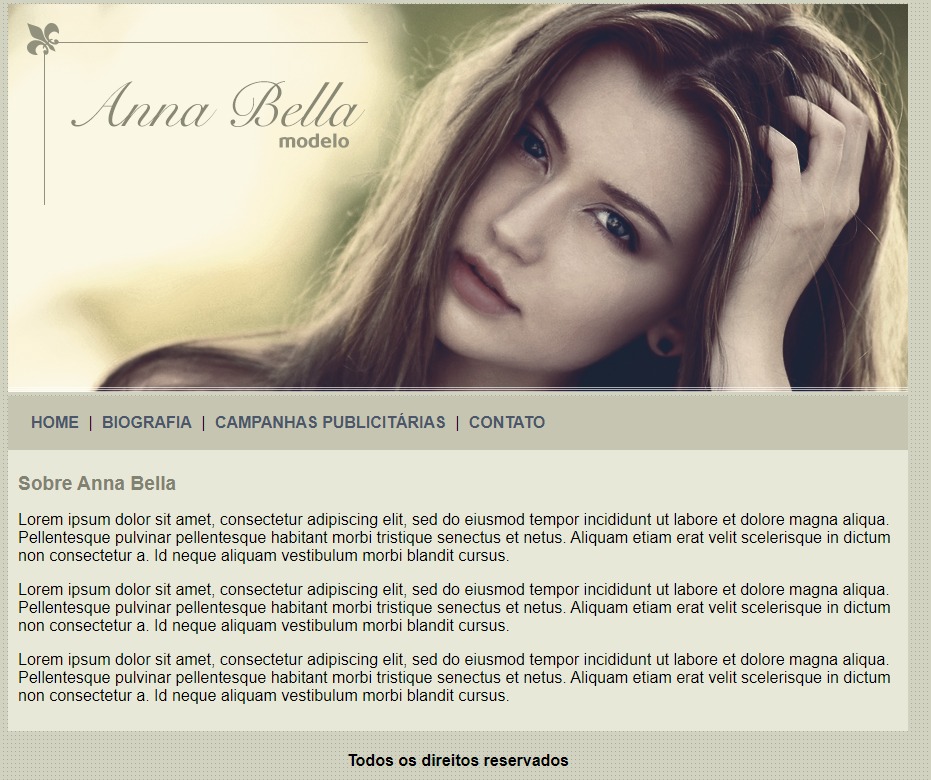 Anna Bella
modelo
HOME | BIOGRAFIA | CAMPANHAS PUBLICITÁRIAS | CONTATO
Sobre Anna Bella
Lorem ipsum dolor sit amet, consectetur adipiscing elit, sed do eiusmod tempor incididunt ut labore et dolore magna aliqua.
Pellentesque pulvinar pellentesque habitant morbi tristique senectus et netus. Aliquam etiam erat velit scelerisque in dictum
non consectetur a. Id neque aliquam vestibulum morbi blandit cursus.
Lorem ipsum dolor sit amet, consectetur adipiscing elit, sed do eiusmod tempor incididunt ut labore et dolore magna aliqua.
Pellentesque pulvinar pellentesque habitant morbi tristique senectus et netus. Aliquam etiam erat velit scelerisque in dictum
non consectetur a. Id neque aliquam vestibulum morbi blandit cursus.
Lorem ipsum dolor sit amet, consectetur adipiscing elit, sed do eiusmod tempor incididunt ut labore et dolore magna aliqua.
Pellentesque pulvinar pellentesque habitant morbi tristique senectus et netus. Aliquam etiam erat velit scelerisque in dictum
non consectetur a. Id neque aliquam vestibulum morbi blandit cursus.
Todos os direitos reservados